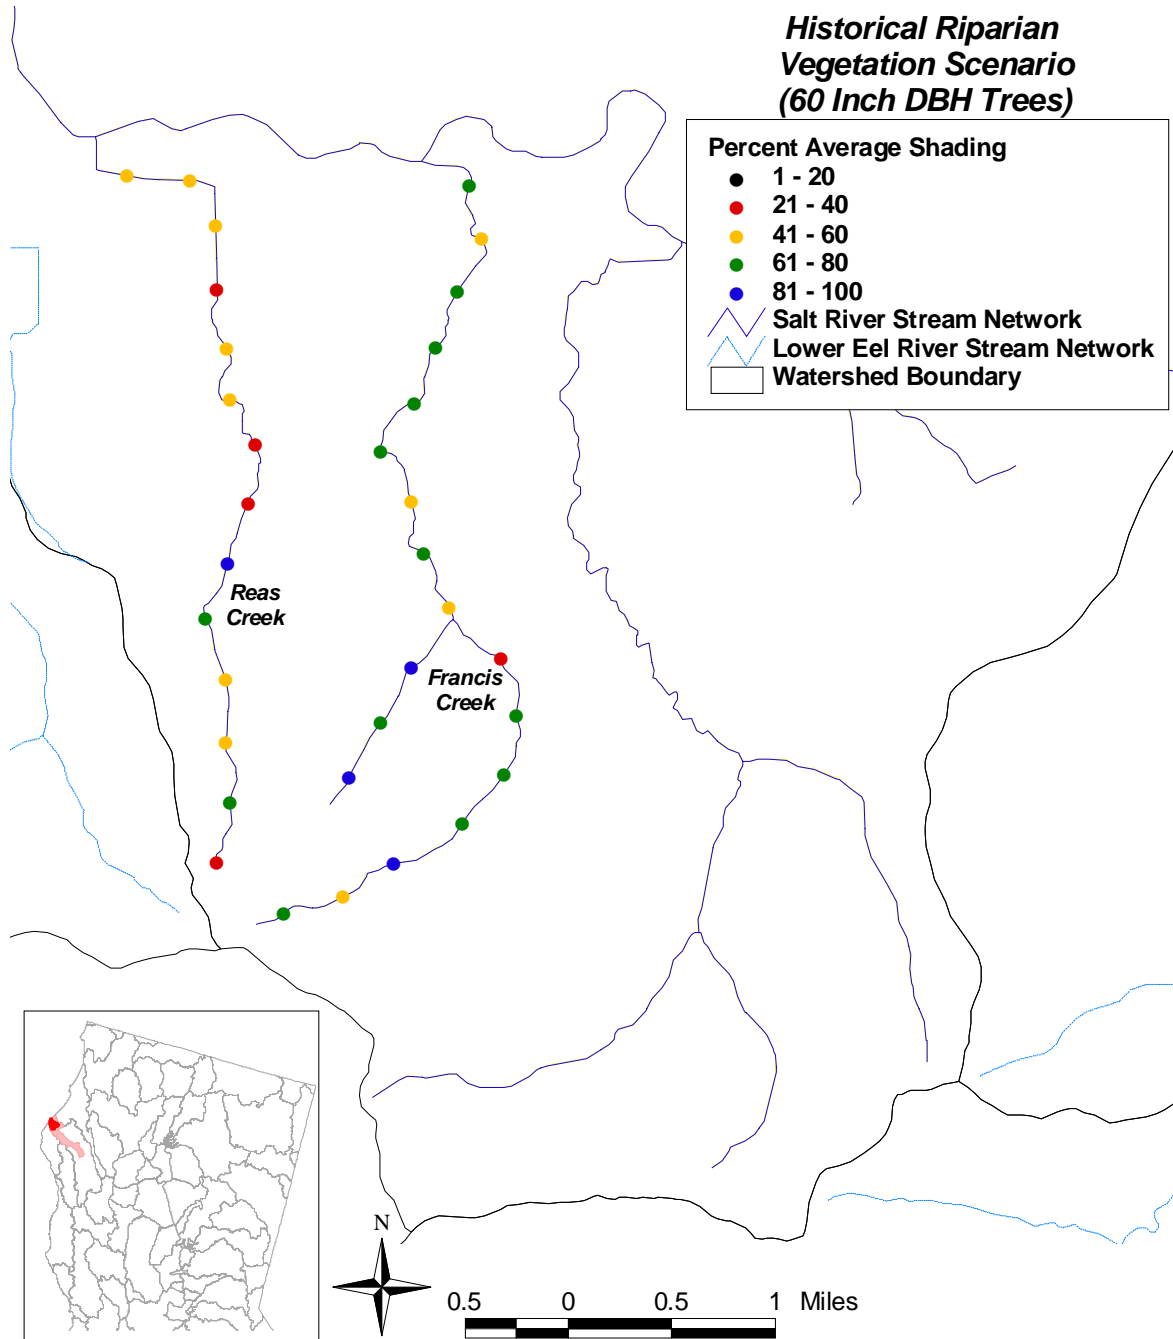 Historical Riparian
Vegetation Scenario
(60 Inch DBH Trees)
Percent Average Shading
1 - 20
21 - 40
41 - 60
61 - 80
81 - 100
Salt River Stream Network
Lower Eel River Stream Network
Watershed Boundary
Reas
Creek
Francis
Creek
N
0.5 0 0.5 1 Miles